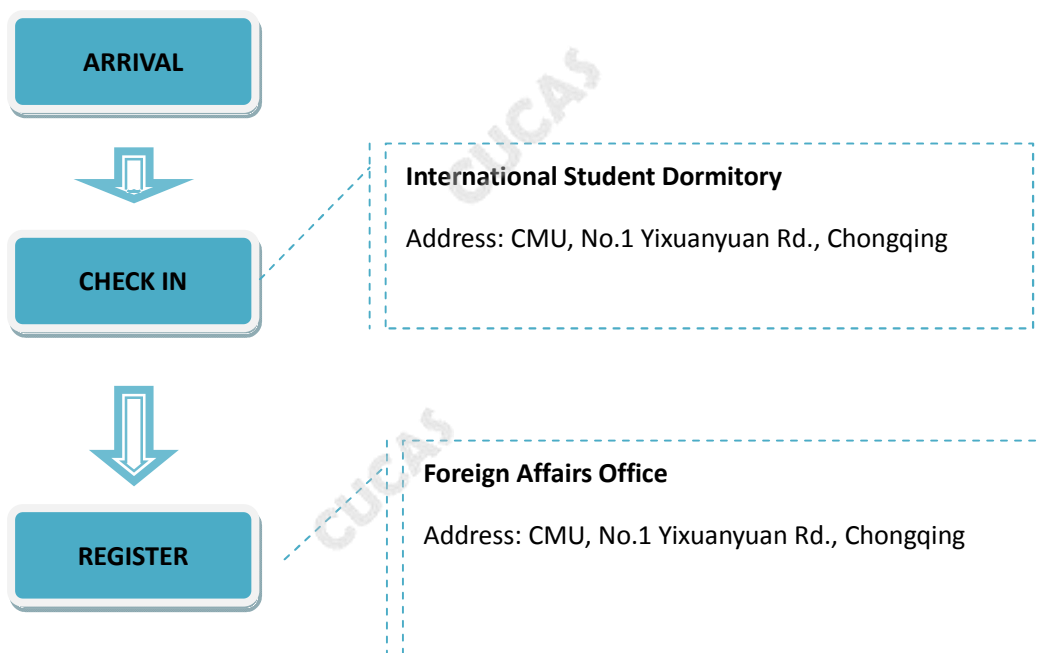 ARRIVAL
CUCAS
International Student Dormitory
Address: CMU, No.1 Yixuanyuan Rd., Chongqing
CHECK IN
CUCAS
Foreign Affairs Office
Address: CMU, No.1 Yixuanyuan Rd., Chongqing
REGISTER